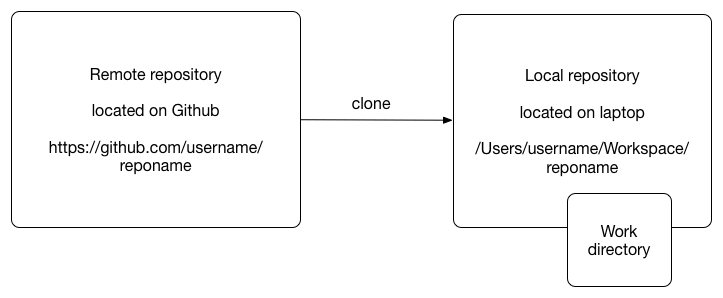 Remote repository
located on Github
https://github.com/username/
reponame
clone
Local repository
located on laptop
/Users/username/Workspace/
reponame
Work
directory